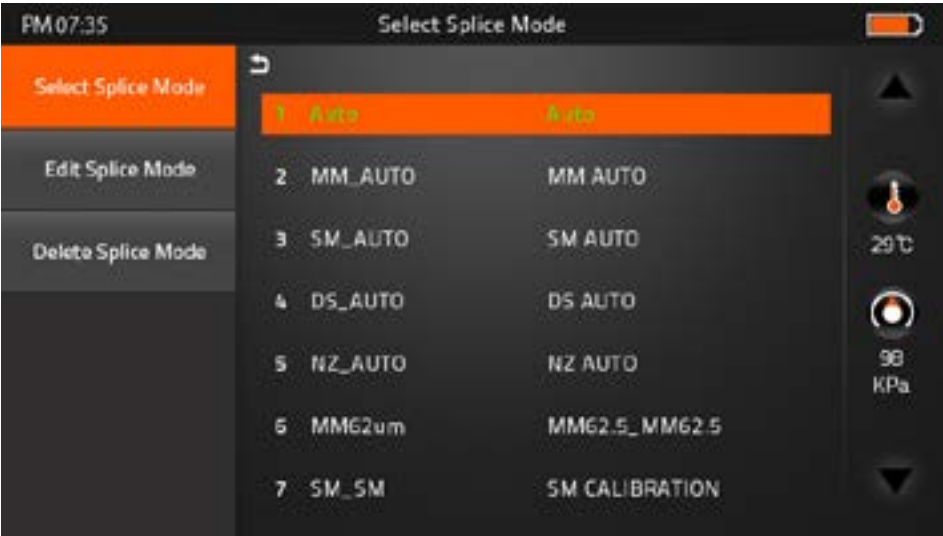 PM 07:35 Select Splice Mode
Select Splice Mode
Edit Splice Mode
Delete Splice Mode
1 Auto Auto
2 MM_AUTO MM AUTO
3 SM_AUTO SM AUTO
4 DS_AUTO DS AUTO
5 NZ_AUTO NZ AUTO
6 MM62um MM62.5_MM62.5
7 SM_SM SM CALIBRATION
29℃
98
KPa